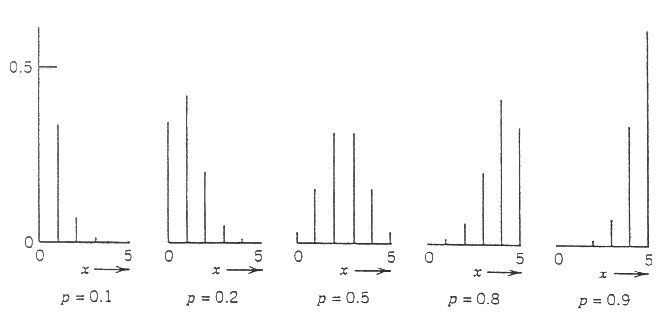 0.5
0
0 5 0 5 0 5 0 5 0 5
x x x x x
p = 0.1 p = 0.2 p = 0.5 p = 0.8 p = 0.9